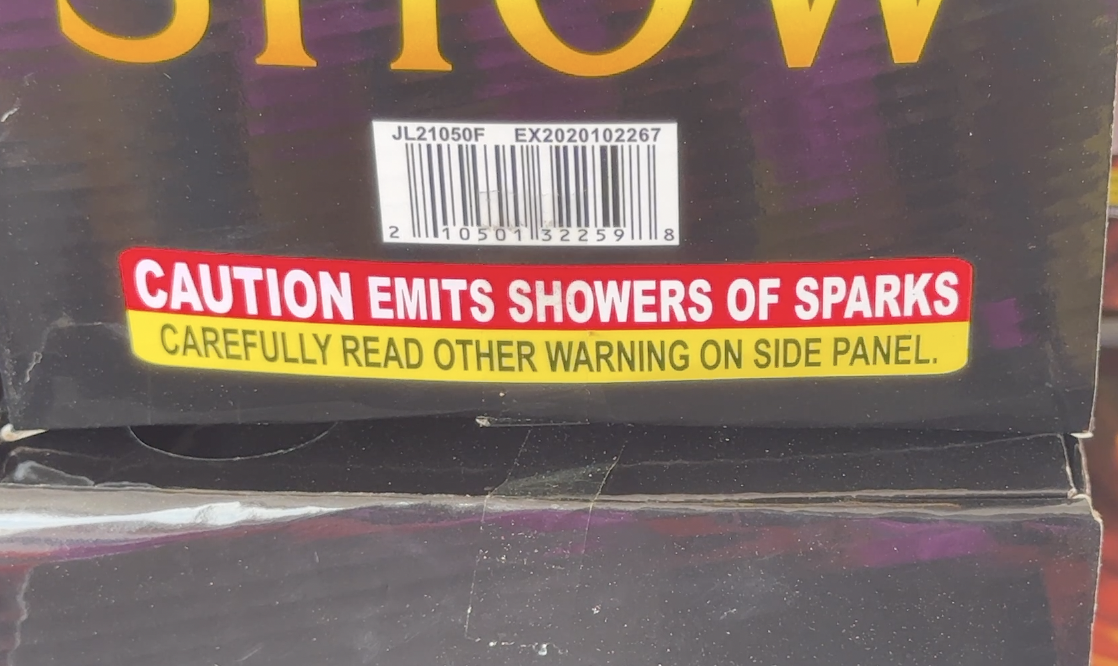 SHOW
JL21050F EX2020102267
2 10501 32259 8
CAUTION EMITS SHOWERS OF SPARKS
CAREFULLY READ OTHER WARNING ON SIDE PANEL.